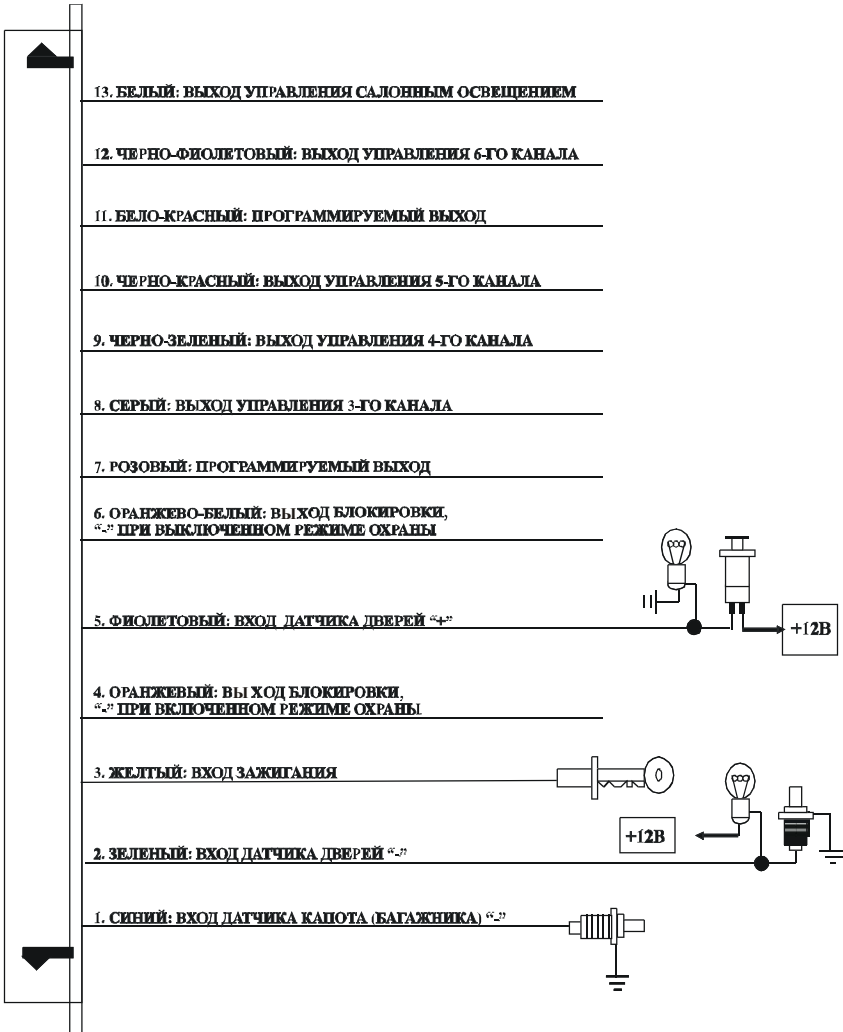 13. БЕЛЫЙ: ВЫХОД УПРАВЛЕНИЯ САЛОННЫМ ОСВЕЩЕНИЕМ
12. ЧЕРНО-ФИОЛЕТОВЫЙ: ВЫХОД УПРАВЛЕНИЯ 6-ГО КАНАЛА
11. БЕЛО-КРАСНЫЙ: ПРОГРАММИРУЕМЫЙ ВЫХОД
10. ЧЕРНО-КРАСНЫЙ: ВЫХОД УПРАВЛЕНИЯ 5-ГО КАНАЛА
9. ЧЕРНО-ЗЕЛЕНЫЙ: ВЫХОД УПРАВЛЕНИЯ 4-ГО КАНАЛА
8. СЕРЫЙ: ВЫХОД УПРАВЛЕНИЯ 3-ГО КАНАЛА
7. РОЗОВЫЙ: ПРОГРАММИРУЕМЫЙ ВЫХОД
6. ОРАНЖЕВО-БЕЛЫЙ: ВЫХОД БЛОКИРОВКИ,
“-” ПРИ ВЫКЛЮЧЕННОМ РЕЖИМЕ ОХРАНЫ
5. ФИОЛЕТОВЫЙ: ВХОД ДАТЧИКА ДВЕРЕЙ “+”
+12В
4. ОРАНЖЕВЫЙ: ВЫХОД БЛОКИРОВКИ,
“-” ПРИ ВКЛЮЧЕННОМ РЕЖИМЕ ОХРАНЫ
3. ЖЕЛТЫЙ: ВХОД ЗАЖИГАНИЯ
+12В
2. ЗЕЛЕНЫЙ: ВХОД ДАТЧИКА ДВЕРЕЙ “-”
1. СИНИЙ: ВХОД ДАТЧИКА КАПОТА (БАГАЖНИКА) “-”